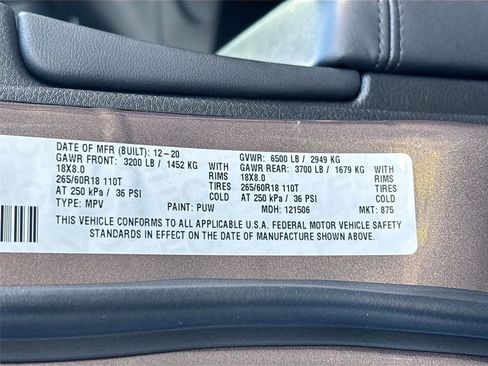 DATE OF MFR (BUILT): 12-20 GVWR: 6500 LB / 2949 KG
GAWR FRONT: 3200 LB / 1452 KG WITH GAWR REAR: 3700 LB / 1679 KG WITH
18X8.0 RIMS 18X8.0 RIMS
265/60R18 110T TIRES 265/60R18 110T TIRES
AT 250 kPa / 36 PSI COLD AT 250 kPa / 36 PSI COLD
TYPE: MPV PAINT: PUW MDH: 121506 MKT: 875
THIS VEHICLE CONFORMS TO ALL APPLICABLE U.S.A. FEDERAL MOTOR VEHICLE SAFETY
STANDARDS IN EFFECT ON THE DATE OF MANUFACTURE SHOWN ABOVE.